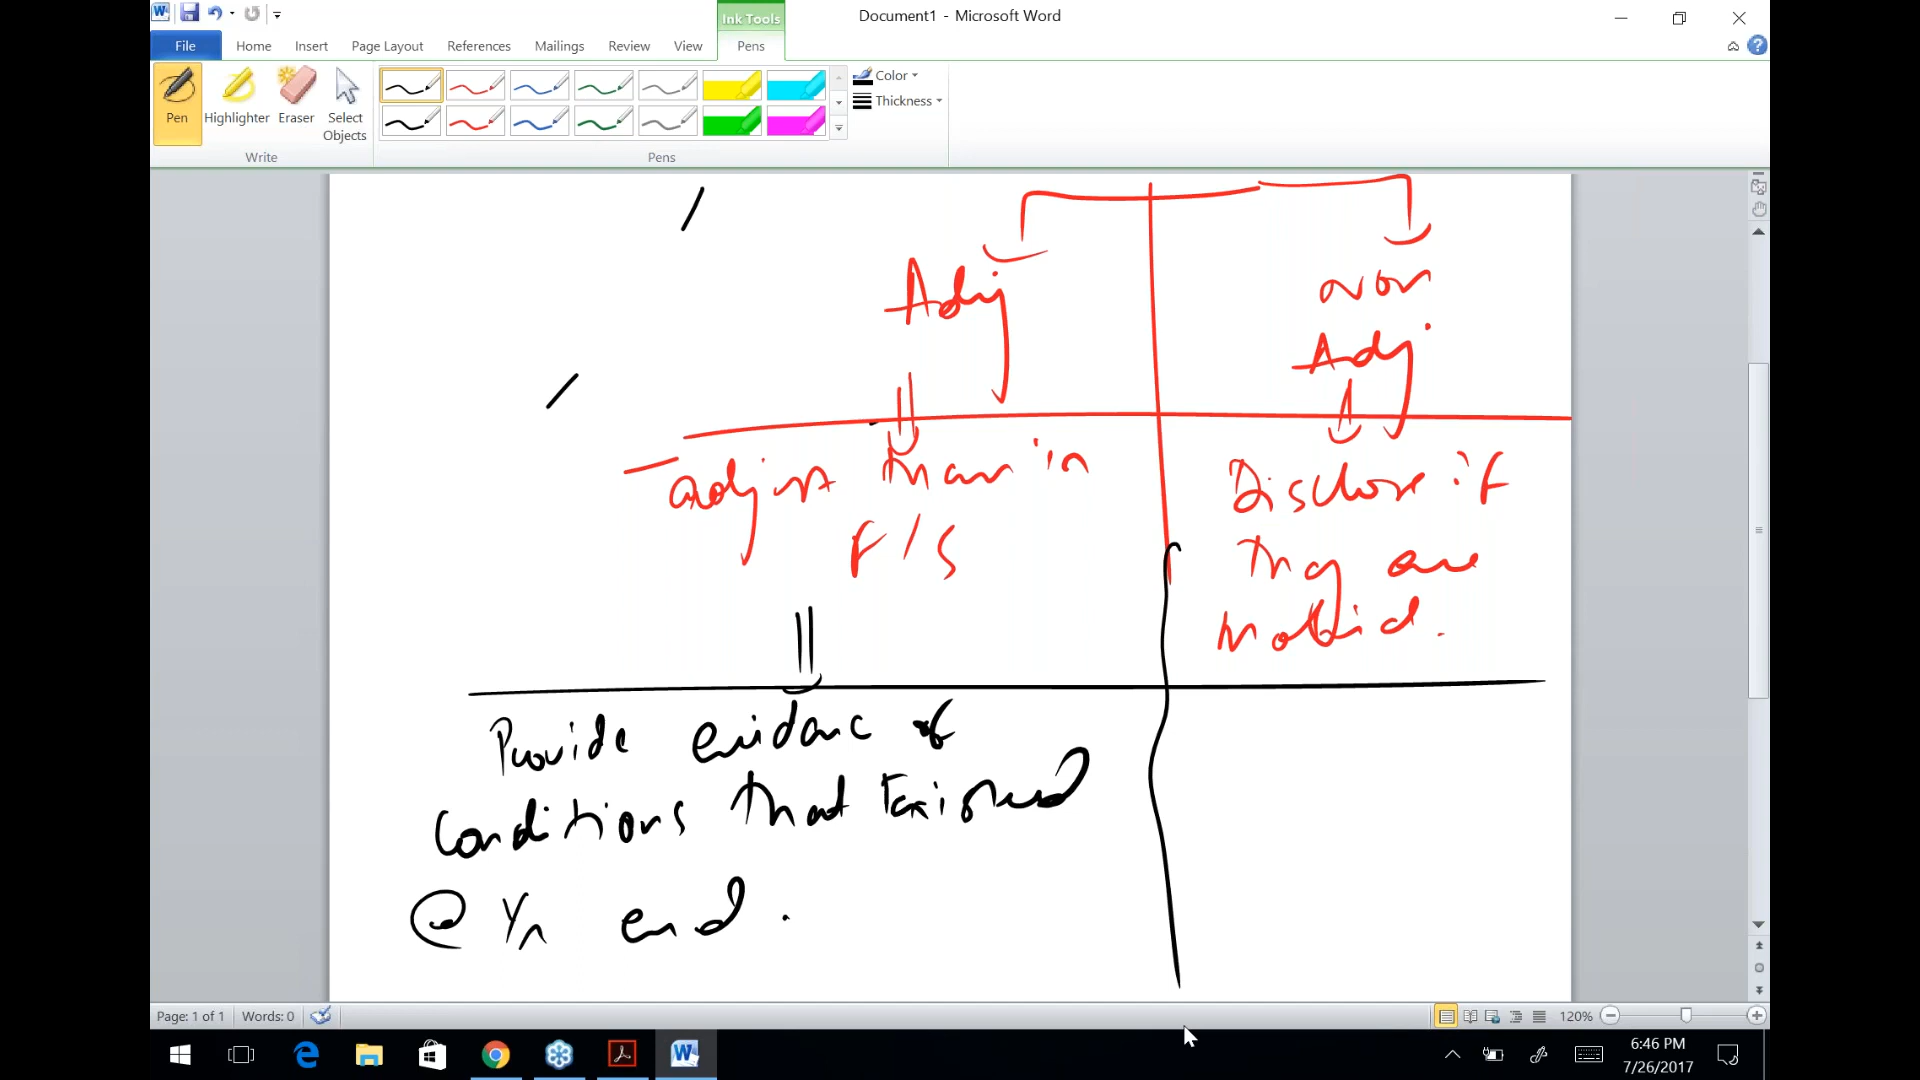 Document1 - Microsoft Word
Ink Tools
File Home Insert Page Layout References Mailings Review View Pens
Pen Highlighter Eraser Select Objects
Color
Thickness
Write
Pens
Adj
non
Adj
adjust them in
F/S
Disclose if
they are
Provide evidence of
conditions that Existed
@ Yr end.
Page: 1 of 1 Words: 0
120%
6:46 PM
7/26/2017